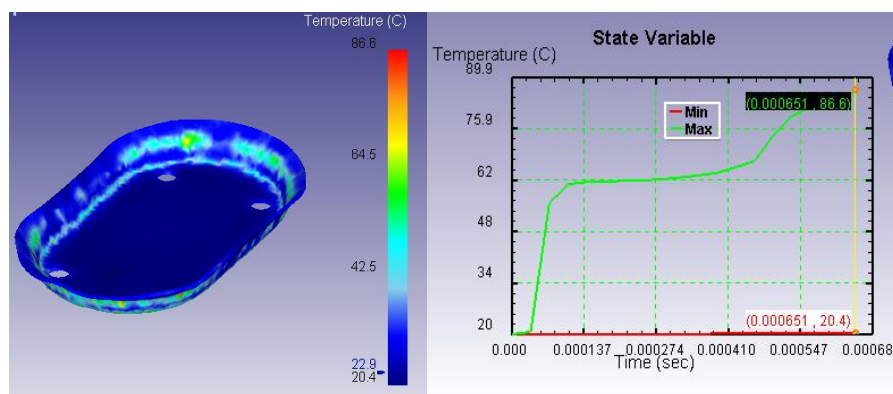 Temperature (C)
86.6
64.5
42.5
22.9
20.4
State Variable
Temperature (C)
89.9
75.9
62
48
34
20
Min
Max
(0.000651 , 86.6)
(0.000651 , 20.4)
0.000 0.000137 0.000274 0.000410 0.000547 0.00068
Time (sec)